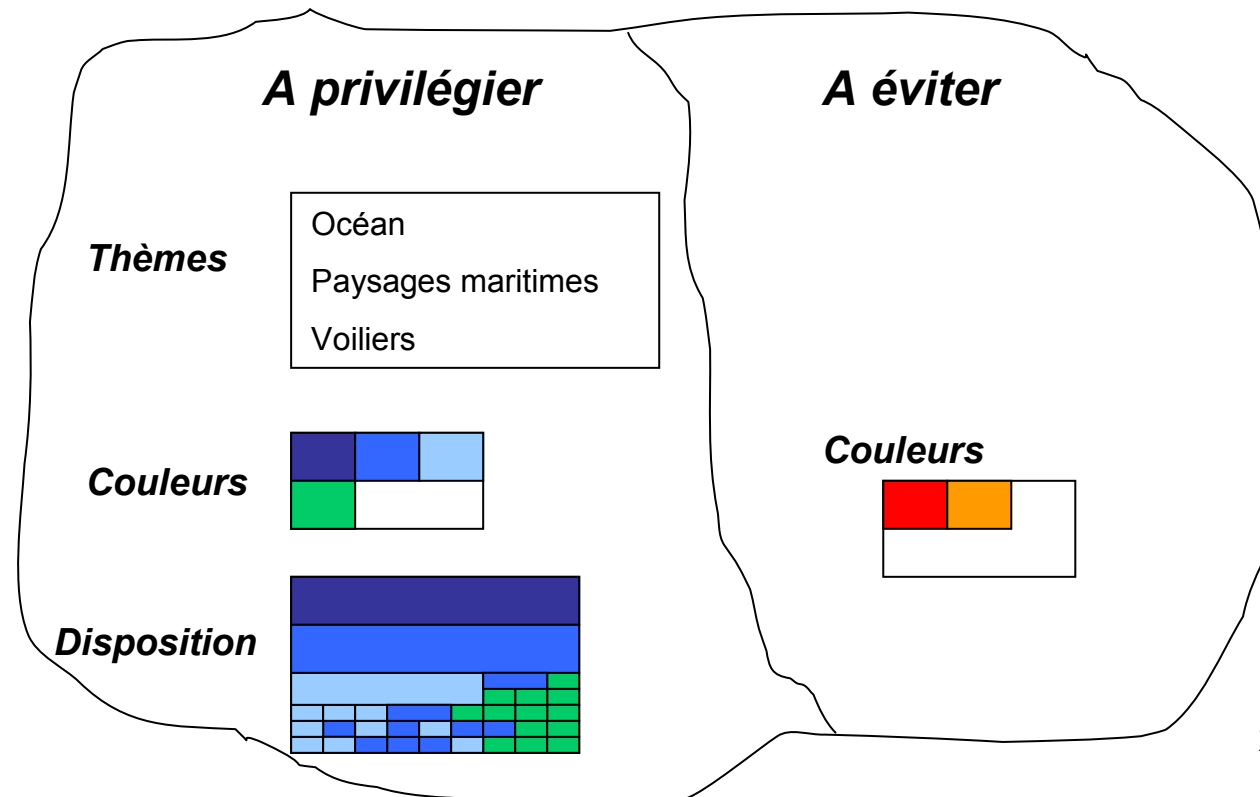 A privilégier
A éviter
Thèmes
Océan
Paysages maritimes
Voiliers
Couleurs
Couleurs
Disposition